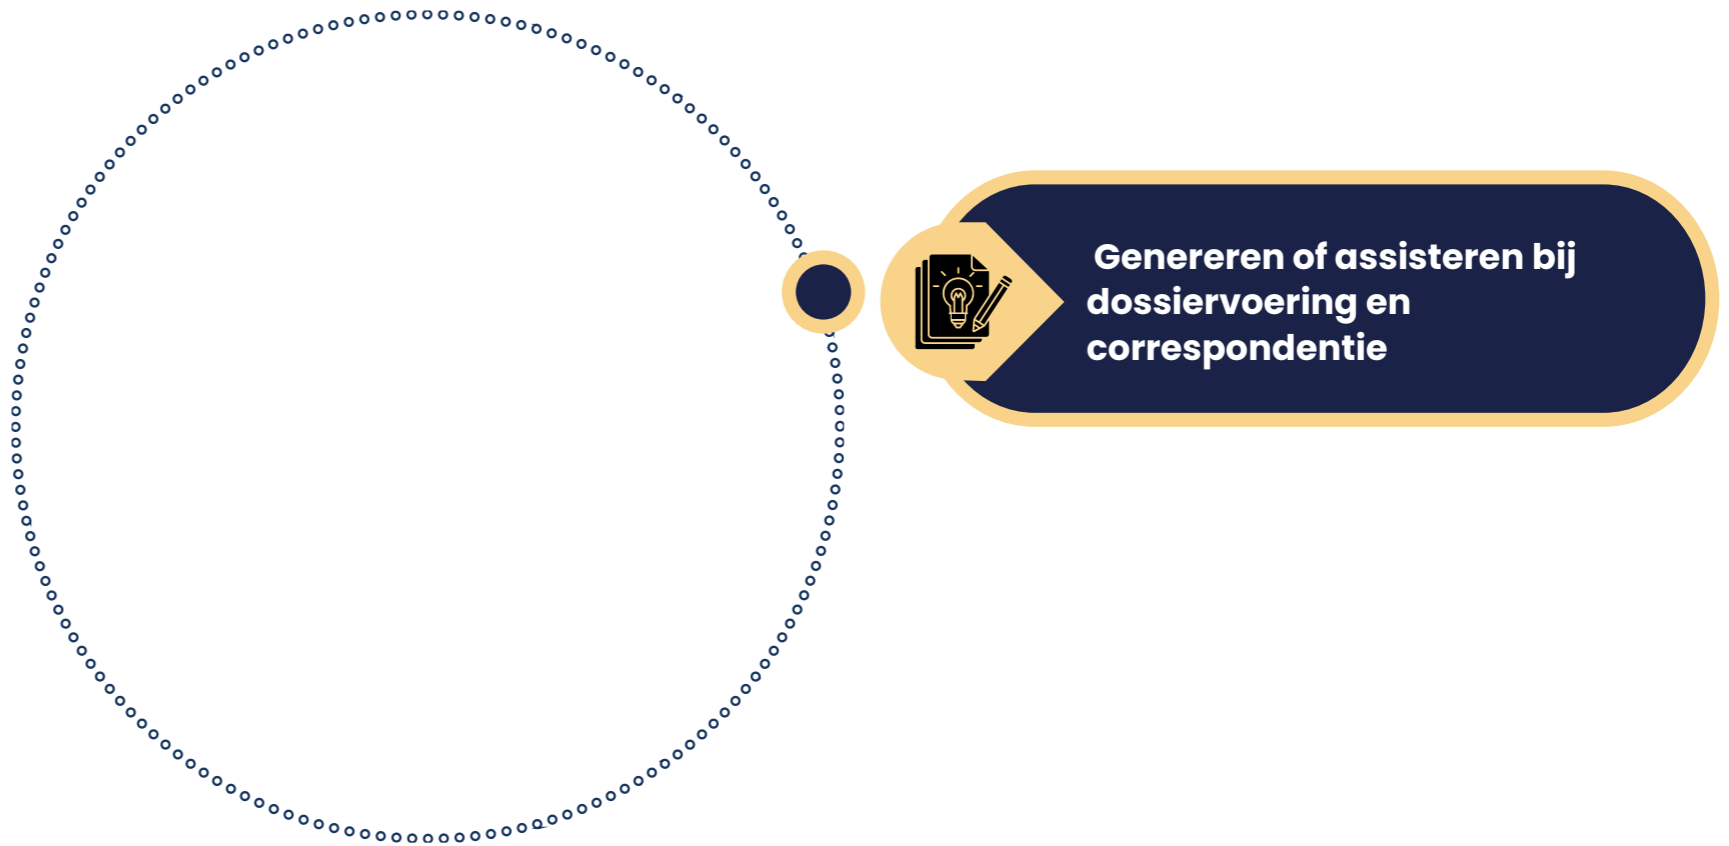 Genereren of assisteren bij
dossiervoering en
correspondentie